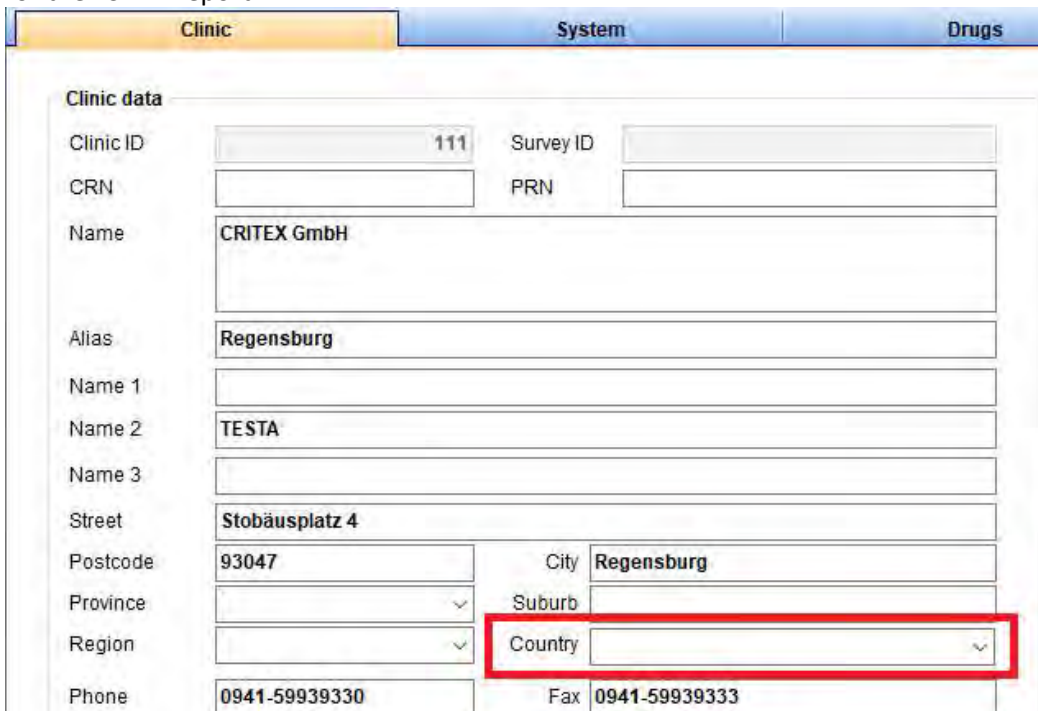 Clinic System Drugs
Clinic data
Clinic ID 111 Survey ID
CRN PRN
Name CRITEX GmbH
Alias Regensburg
Name 1
Name 2 TESTA
Name 3
Street Stobäusplatz 4
Postcode 93047 City Regensburg
Province Suburb
Region Country
Phone 0941-59939330 Fax 0941-59939333